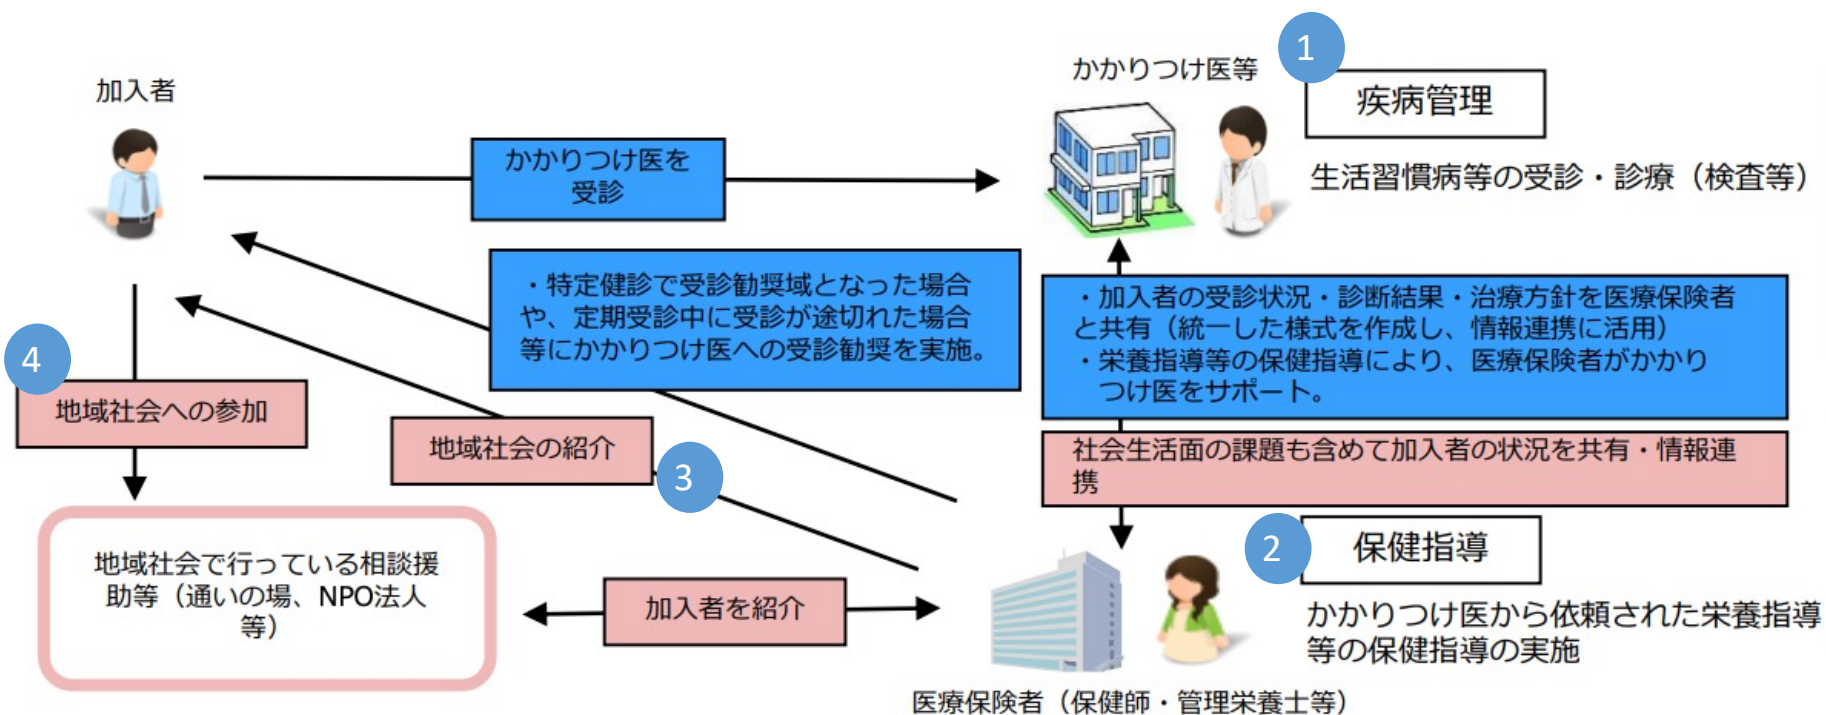 加入者
かかりつけ医を
受診
かかりつけ医等
1
疾病管理
生活習慣病等の受診・診療（検査等）
・特定健診で受診勧奨域となった場合
や、定期受診中に受診が途切れた場合
等にかかりつけ医への受診勧奨を実施。
・加入者の受診状況・診断結果・治療方針を医療保険者
と共有（統一した様式を作成し、情報連携に活用）
・栄養指導等の保健指導により、医療保険者がかかり
つけ医をサポート。
社会生活面の課題も含めて加入者の状況を共有・情報連
携
4
地域社会への参加
地域社会の紹介
3
2
保健指導
かかりつけ医から依頼された栄養指導
等の保健指導の実施
地域社会で行っている相談援
助等（通いの場、NPO法人
等）
加入者を紹介
医療保険者（保健師・管理栄養士等）